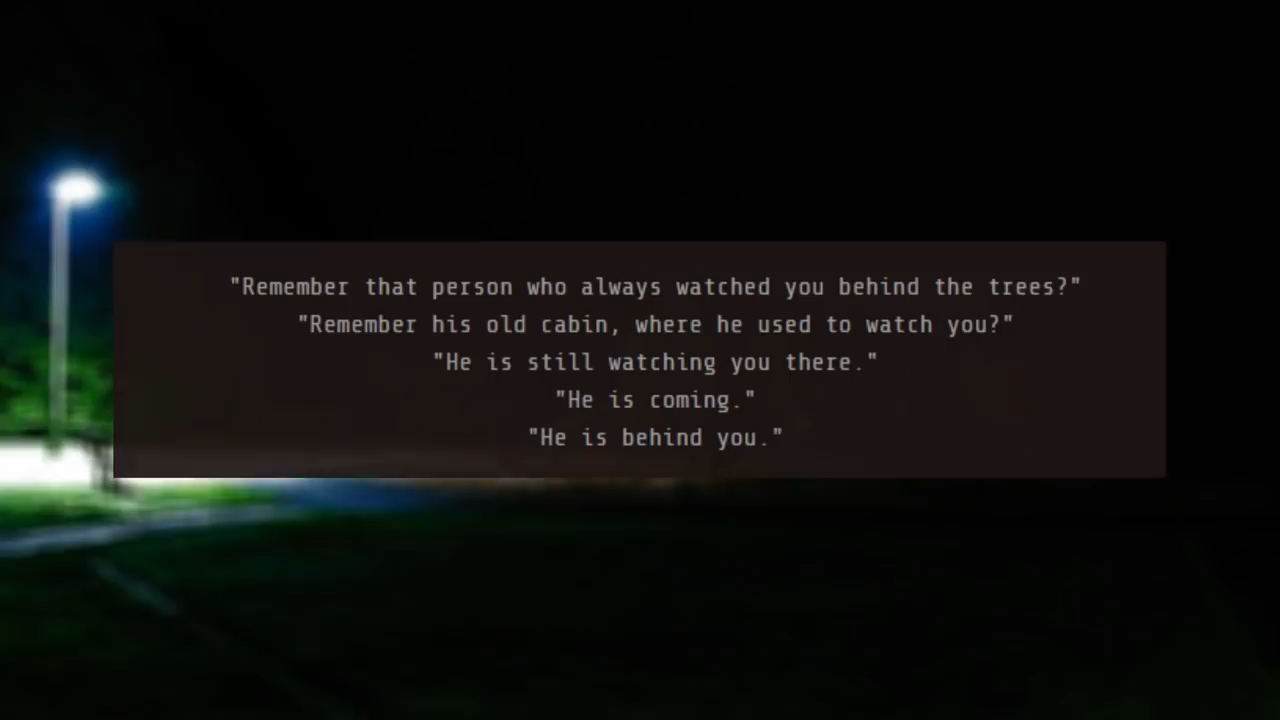 "Remember that person who always watched you behind the trees?"
"Remember his old cabin, where he used to watch you?"
"He is still watching you there."
"He is coming."
"He is behind you."